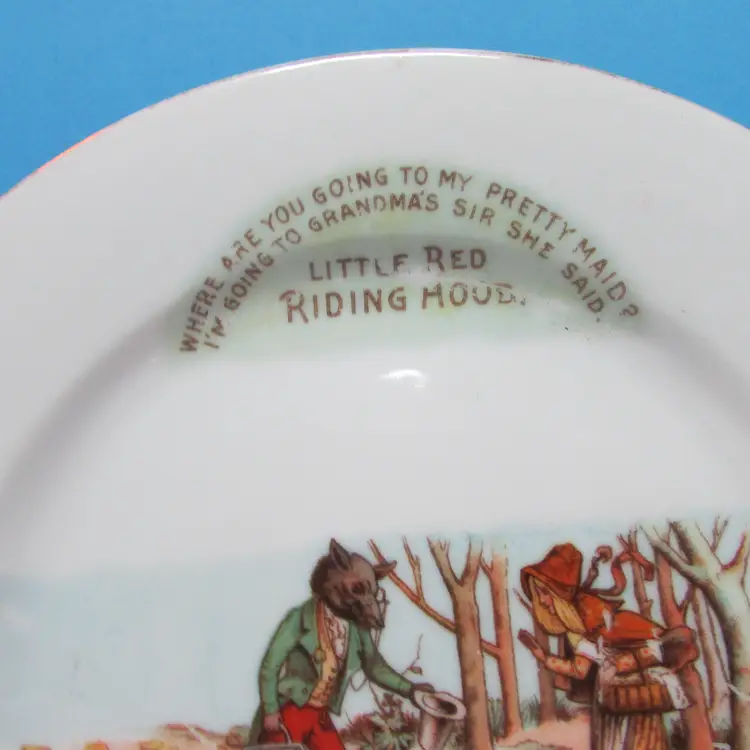 WHERE ARE YOU GOING TO MY PRETTY MAID?
I'M GOING TO GRANDMA'S SIR SHE SAID.
LITTLE RED
RIDING HOOD.